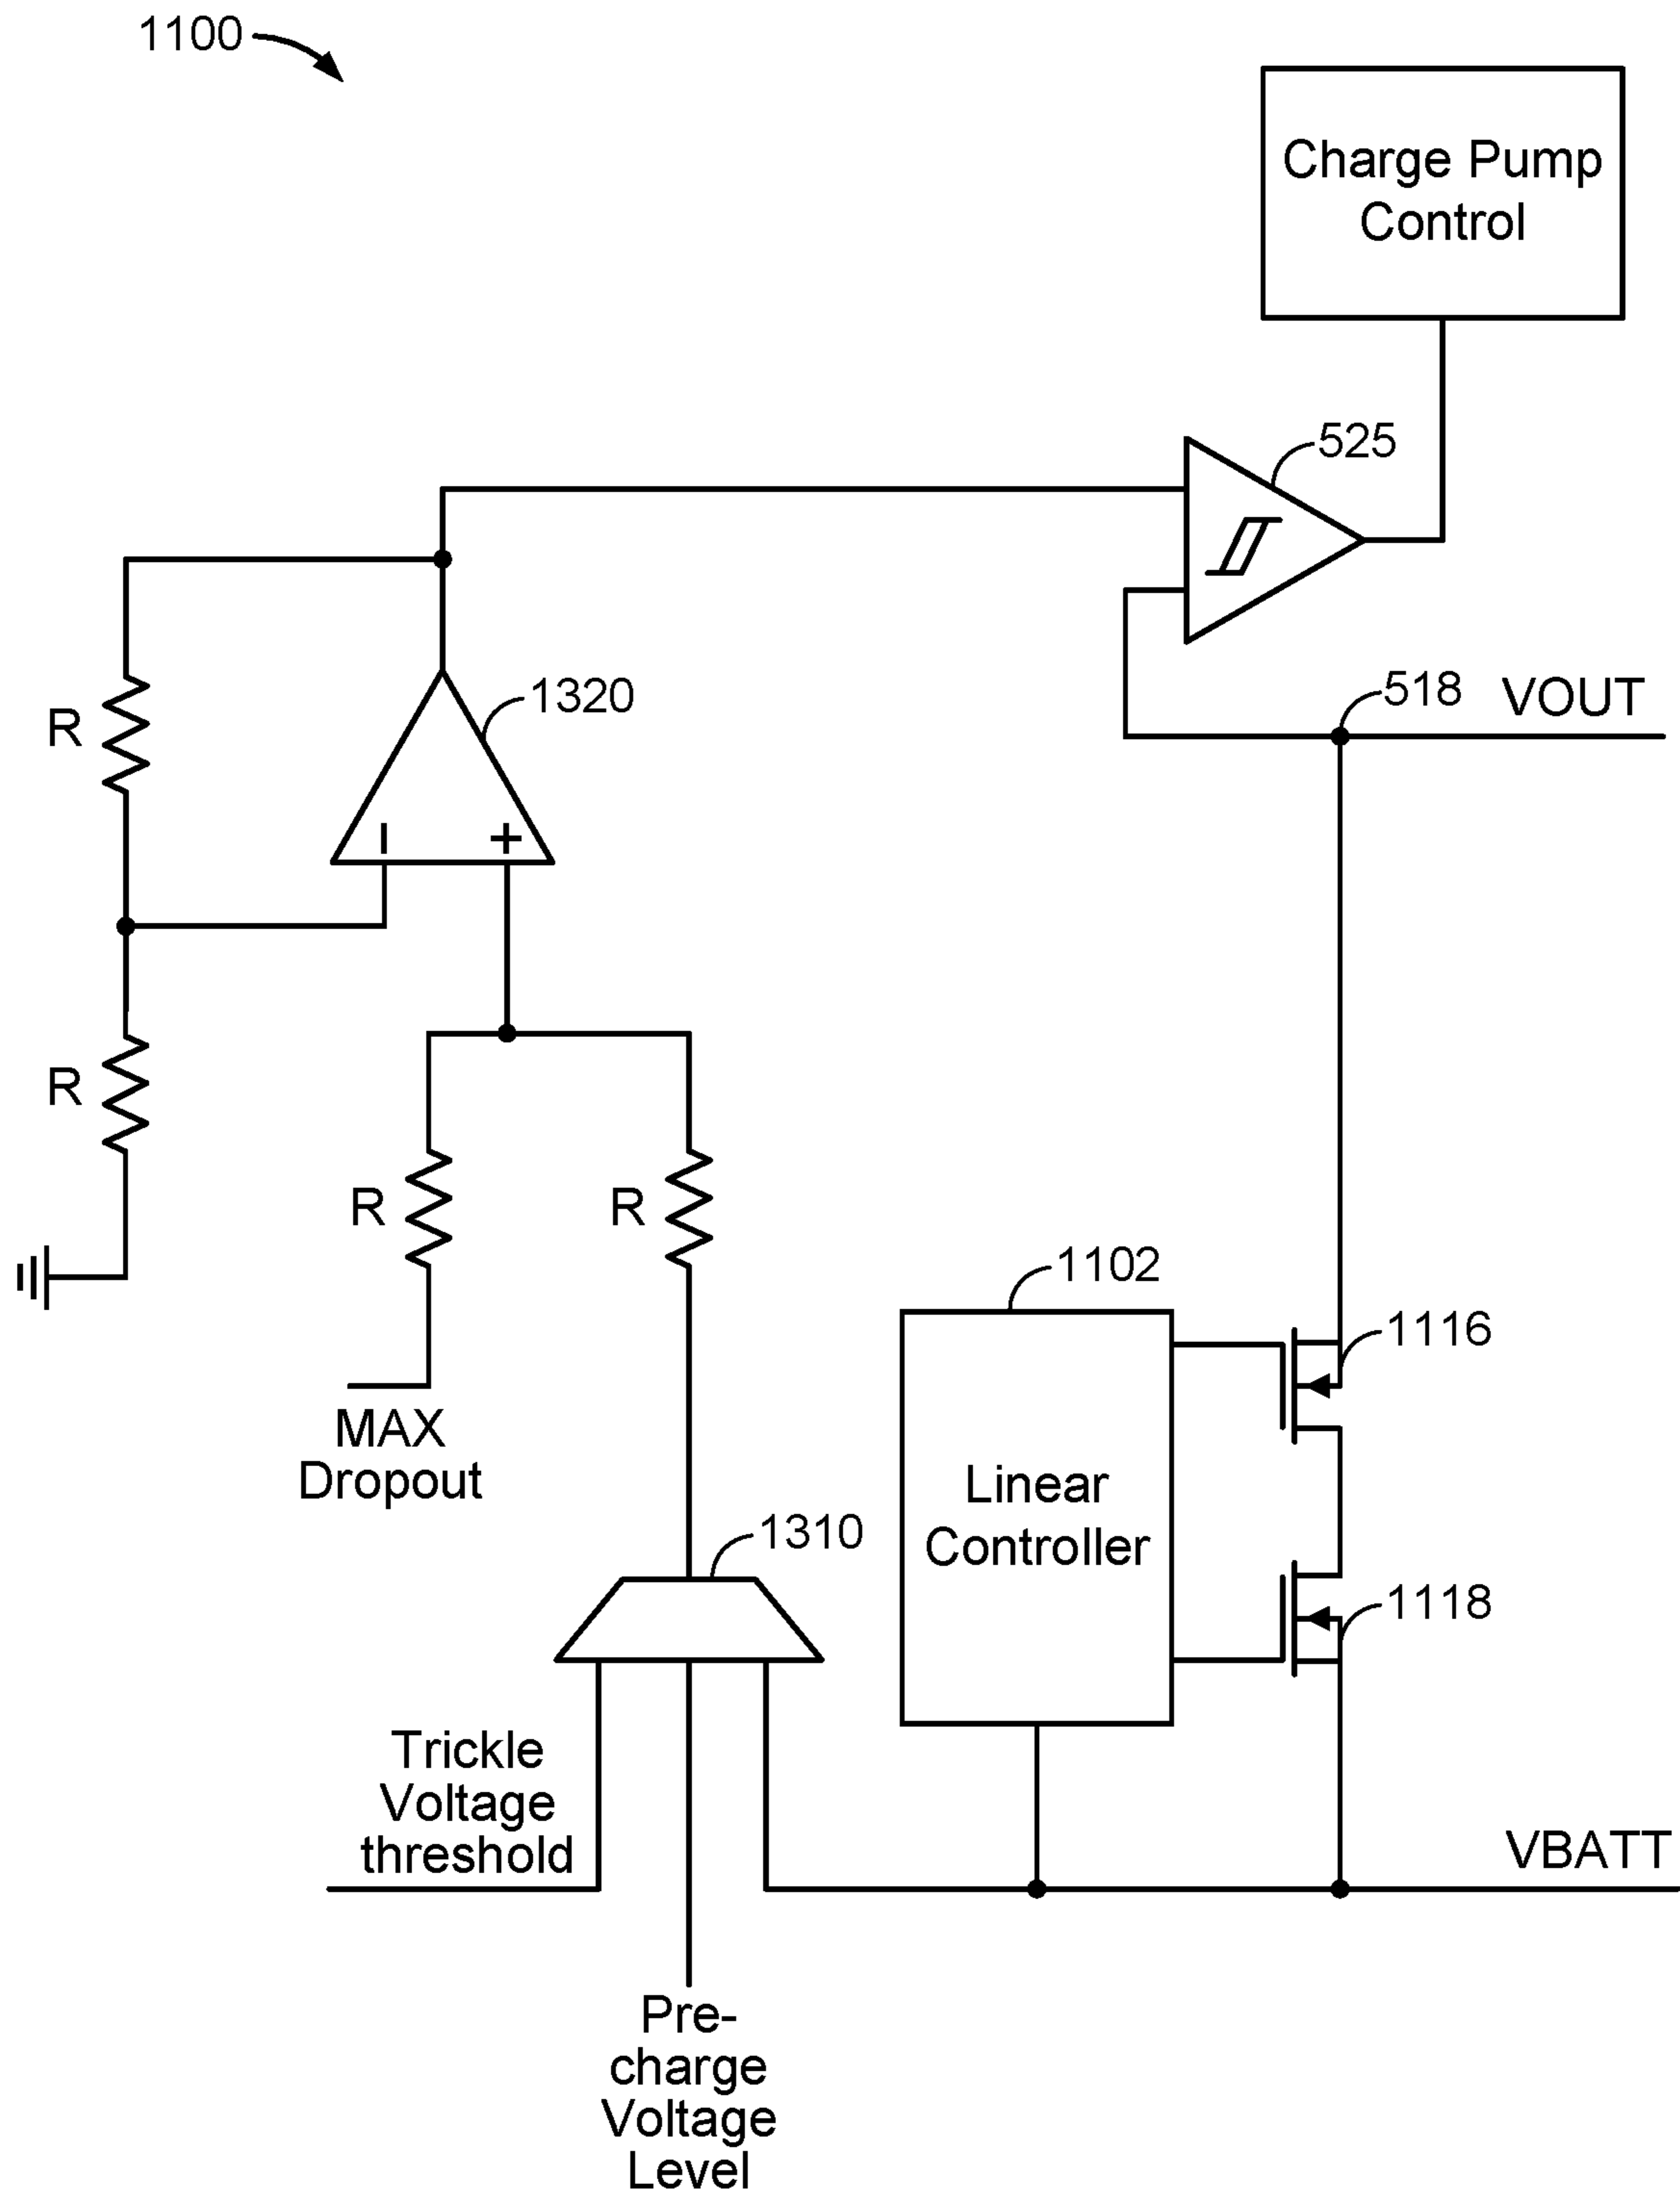 1100
Charge Pump
Control
525
518
VOUT
1320
R
− +
R
R
R
MAX
Dropout
1102
1116
Linear
Controller
1118
1310
Trickle
Voltage
threshold
VBATT
Pre-
charge
Voltage
Level